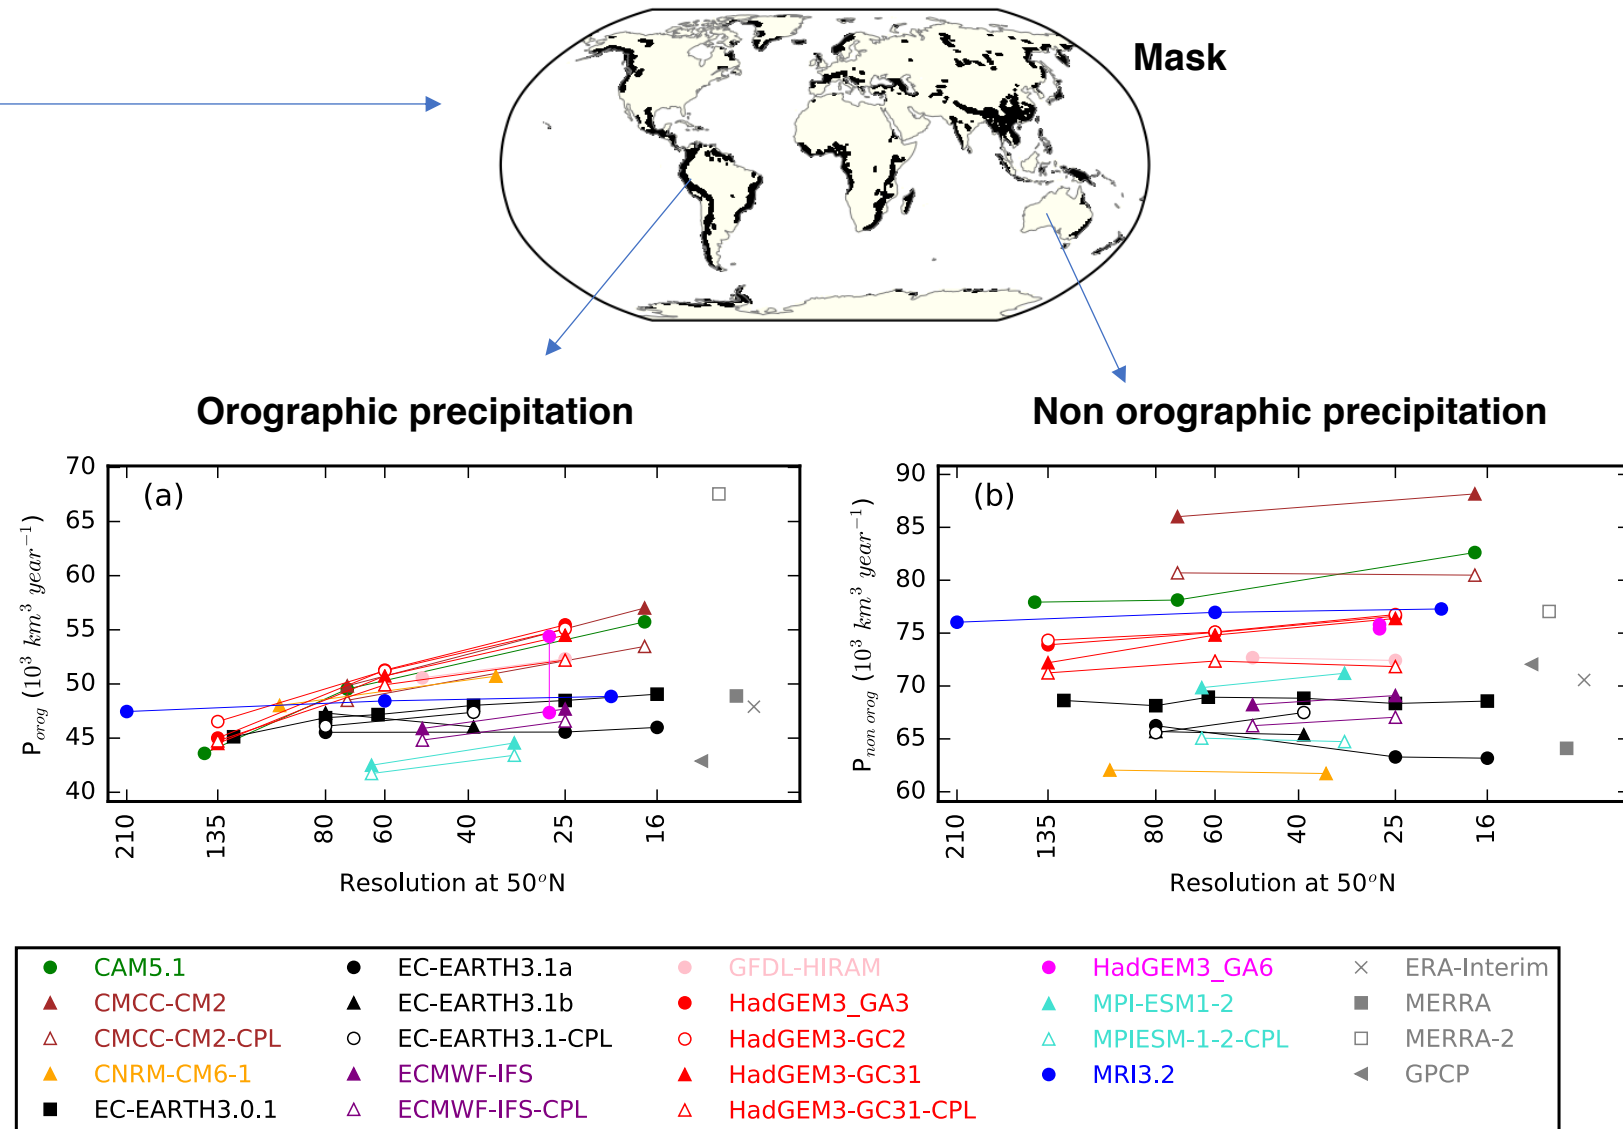 Mask
Orographic precipitation
Non orographic precipitation
(a)
70
65
60
55
50
45
40
P_orog (10^3 km^3 year^-1)
210 135 80 60 40 25 16
Resolution at 50°N
(b)
90
85
80
75
70
65
60
P_non orog (10^3 km^3 year^-1)
210 135 80 60 40 25 16
Resolution at 50°N
CAM5.1
CMCC-CM2
CMCC-CM2-CPL
CNRM-CM6-1
EC-EARTH3.0.1
EC-EARTH3.1a
EC-EARTH3.1b
EC-EARTH3.1-CPL
ECMWF-IFS
ECMWF-IFS-CPL
GFDL-HIRAM
HadGEM3_GA3
HadGEM3-GC2
HadGEM3-GC31
HadGEM3-GC31-CPL
HadGEM3_GA6
MPI-ESM1-2
MPIESM-1-2-CPL
MRI3.2
ERA-Interim
MERRA
MERRA-2
GPCP